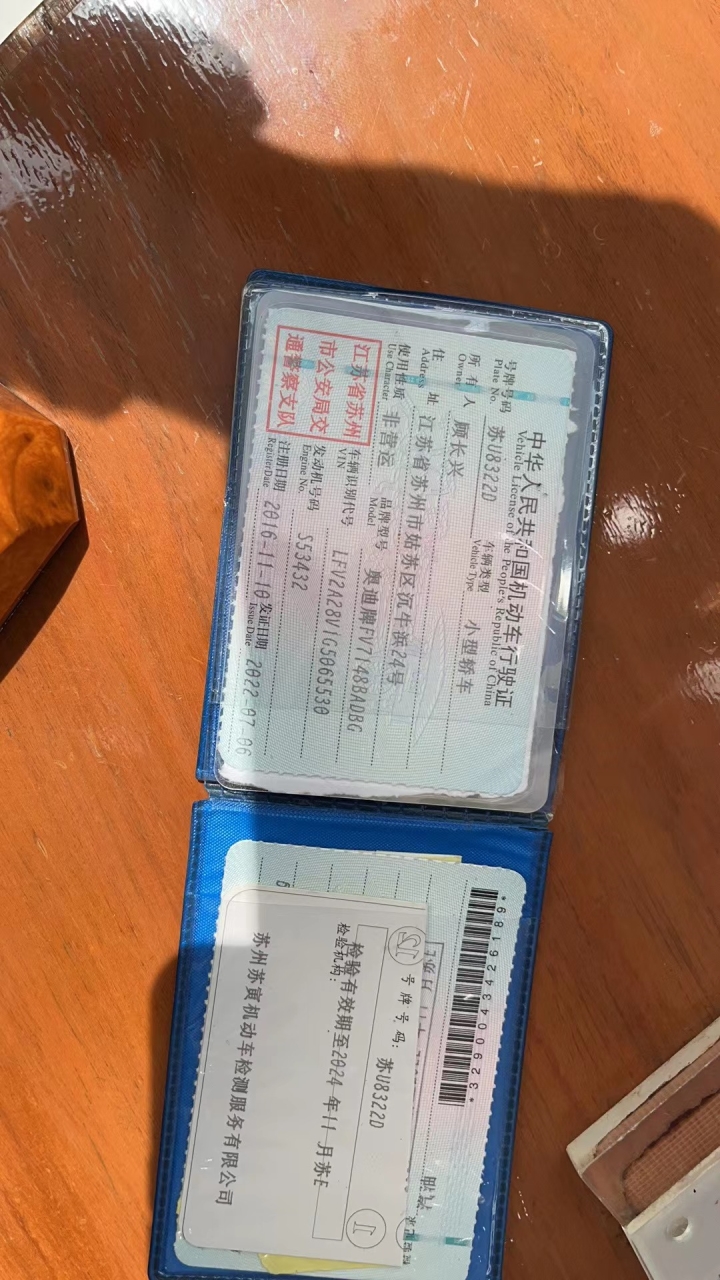 中华人民共和国机动车行驶证
Vehicle License of the People's Republic of China
号牌号码 苏U8322D 车辆类型 小型轿车
Plate No. Vehicle Type
所有人 顾长兴
Owner
住址 江苏省苏州市姑苏区沉牛浜24号
Address
使用性质 非营运 品牌型号 奥迪牌FV7148BADBG
Use Character Model
江苏省苏州
市公安局交
通警察支队
车辆识别代号 LFV2A28V1G5065530
VIN
发动机号码 S53432
Engine No.
注册日期 2016-11-10 发证日期 2022-07-06
Register Date Issue Date
*3290043426189*
号牌号码: 苏U8322D
检验有效期至2024年11月苏E
检验机构:
苏州苏寅机动车检测服务有限公司